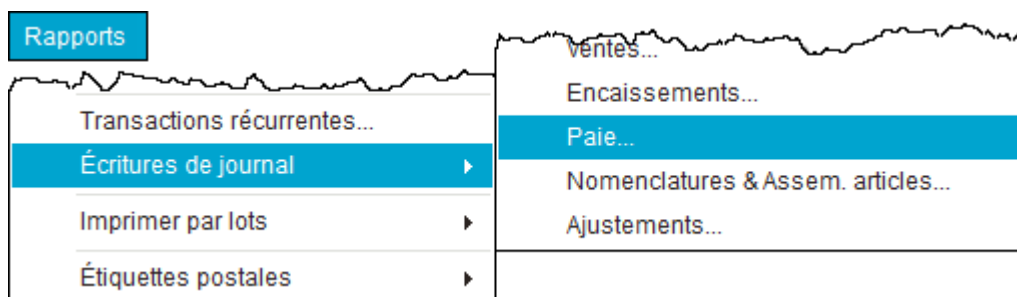 Rapports
Transactions récurrentes...
Écritures de journal
Imprimer par lots
Étiquettes postales
Ventes...
Encaissements...
Paie...
Nomenclatures & Assem. articles...
Ajustements...